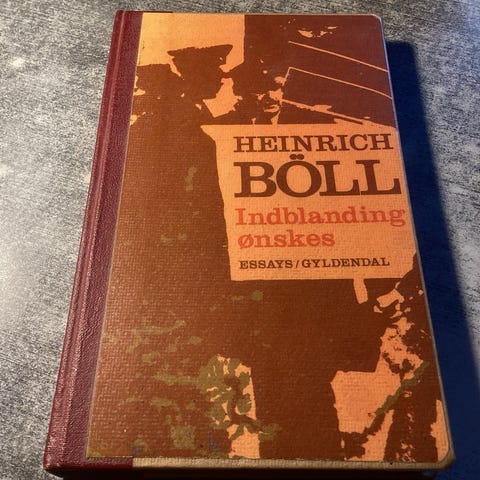 HEINRICH
BÖLL
Indblanding
ønskes
ESSAYS/GYLDENDAL